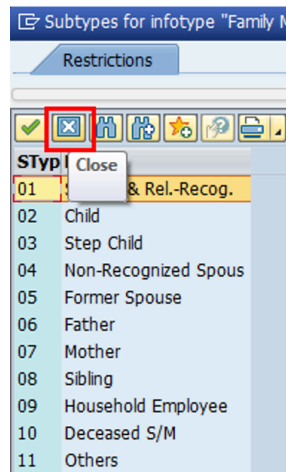 Subtypes for infotype "Family M
Restrictions
STyp
Close
01 & Rel.-Recog.
02 Child
03 Step Child
04 Non-Recognized Spous
05 Former Spouse
06 Father
07 Mother
08 Sibling
09 Household Employee
10 Deceased S/M
11 Others